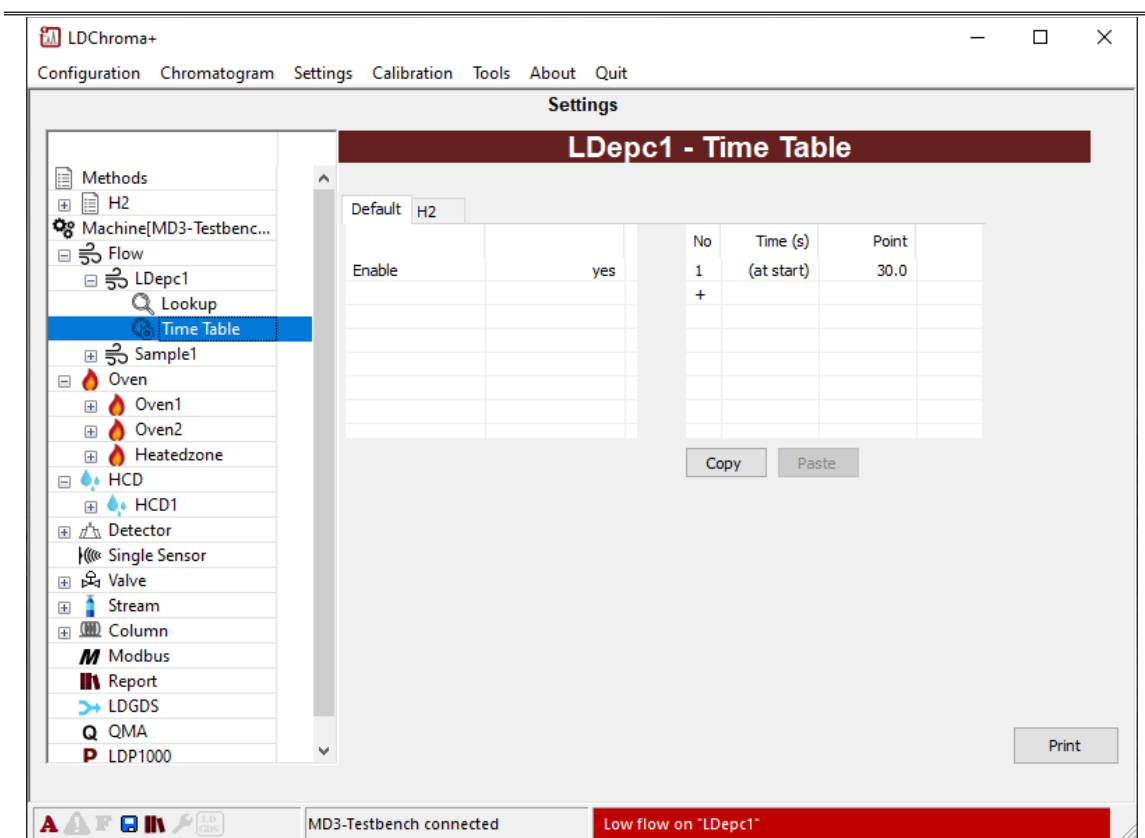 LDChroma+
Configuration Chromatogram Settings Calibration Tools About Quit
Settings
LDepc1 - Time Table
Methods
H2
Machine[MD3-Testbenc...
Flow
LDepc1
Lookup
Time Table
Sample1
Oven
Oven1
Oven2
Heatedzone
HCD
HCD1
Detector
Single Sensor
Valve
Stream
Column
Modbus
Report
LDGDS
Q QMA
P LDP1000
Default H2
Enable yes
No Time (s) Point
1 (at start) 30.0
+
Copy Paste
Print
A F LD GDS
MD3-Testbench connected
Low flow on "LDepc1"